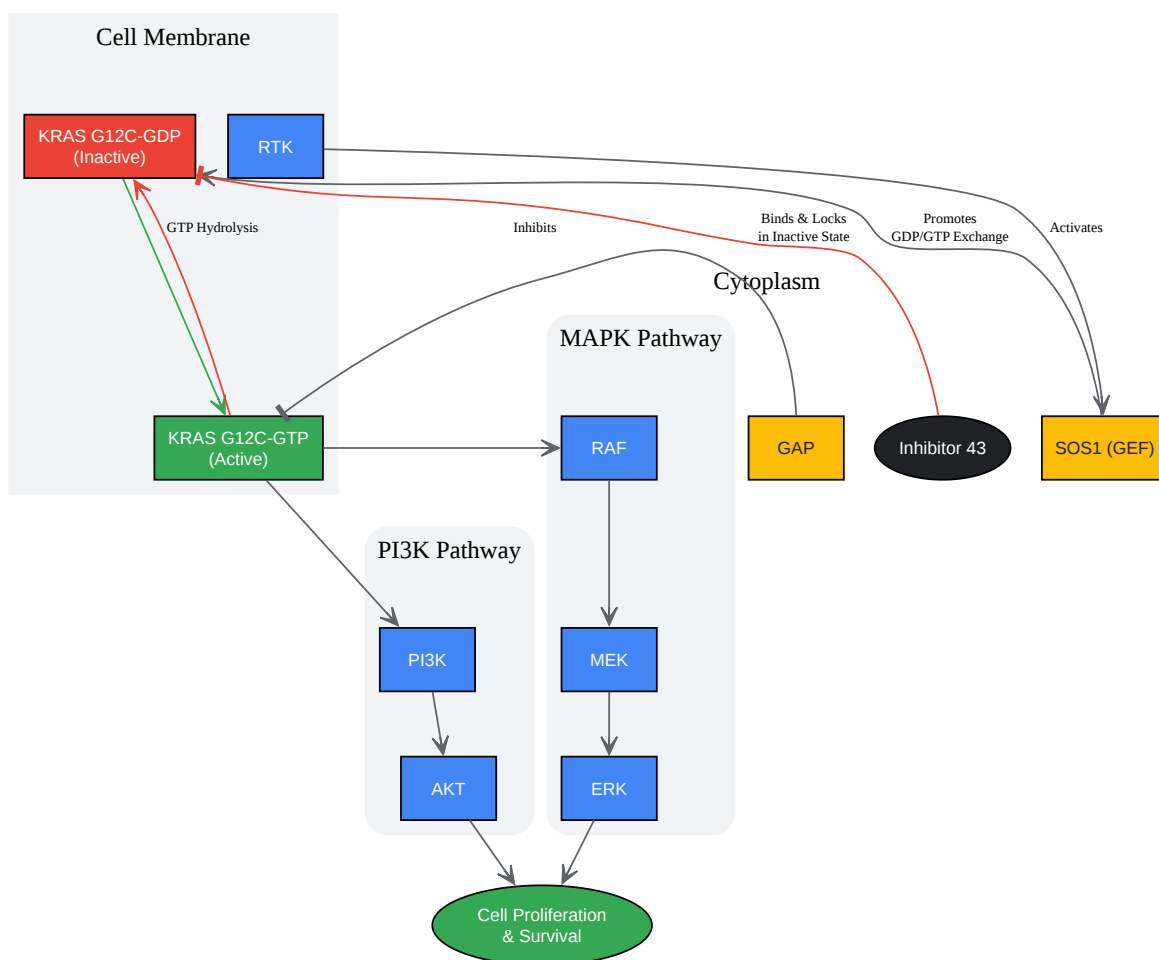 Cell Membrane
KRAS G12C-GDP
(Inactive)
RTK
GTP Hydrolysis
Inhibits
Binds & Locks
in Inactive State
Promotes
GDP/GTP Exchange
Activates
Cytoplasm
MAPK Pathway
KRAS G12C-GTP
(Active)
RAF
GAP
Inhibitor 43
SOS1 (GEF)
PI3K Pathway
PI3K
MEK
AKT
ERK
Cell Proliferation
& Survival